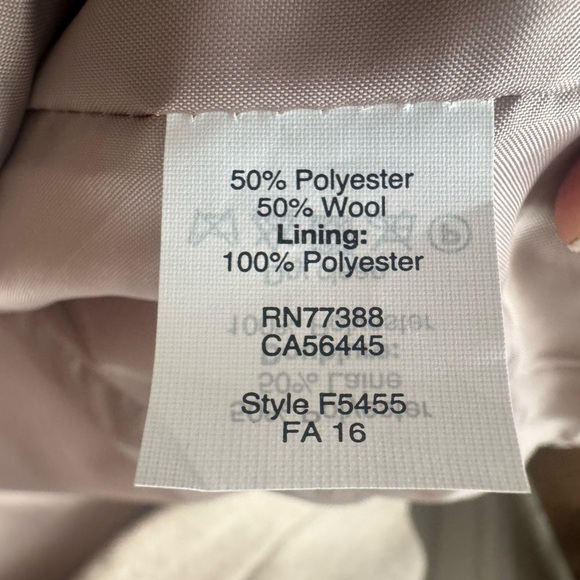 50% Polyester
50% Wool
Lining:
100% Polyester
RN77388
CA56445
Style F5455
FA 16